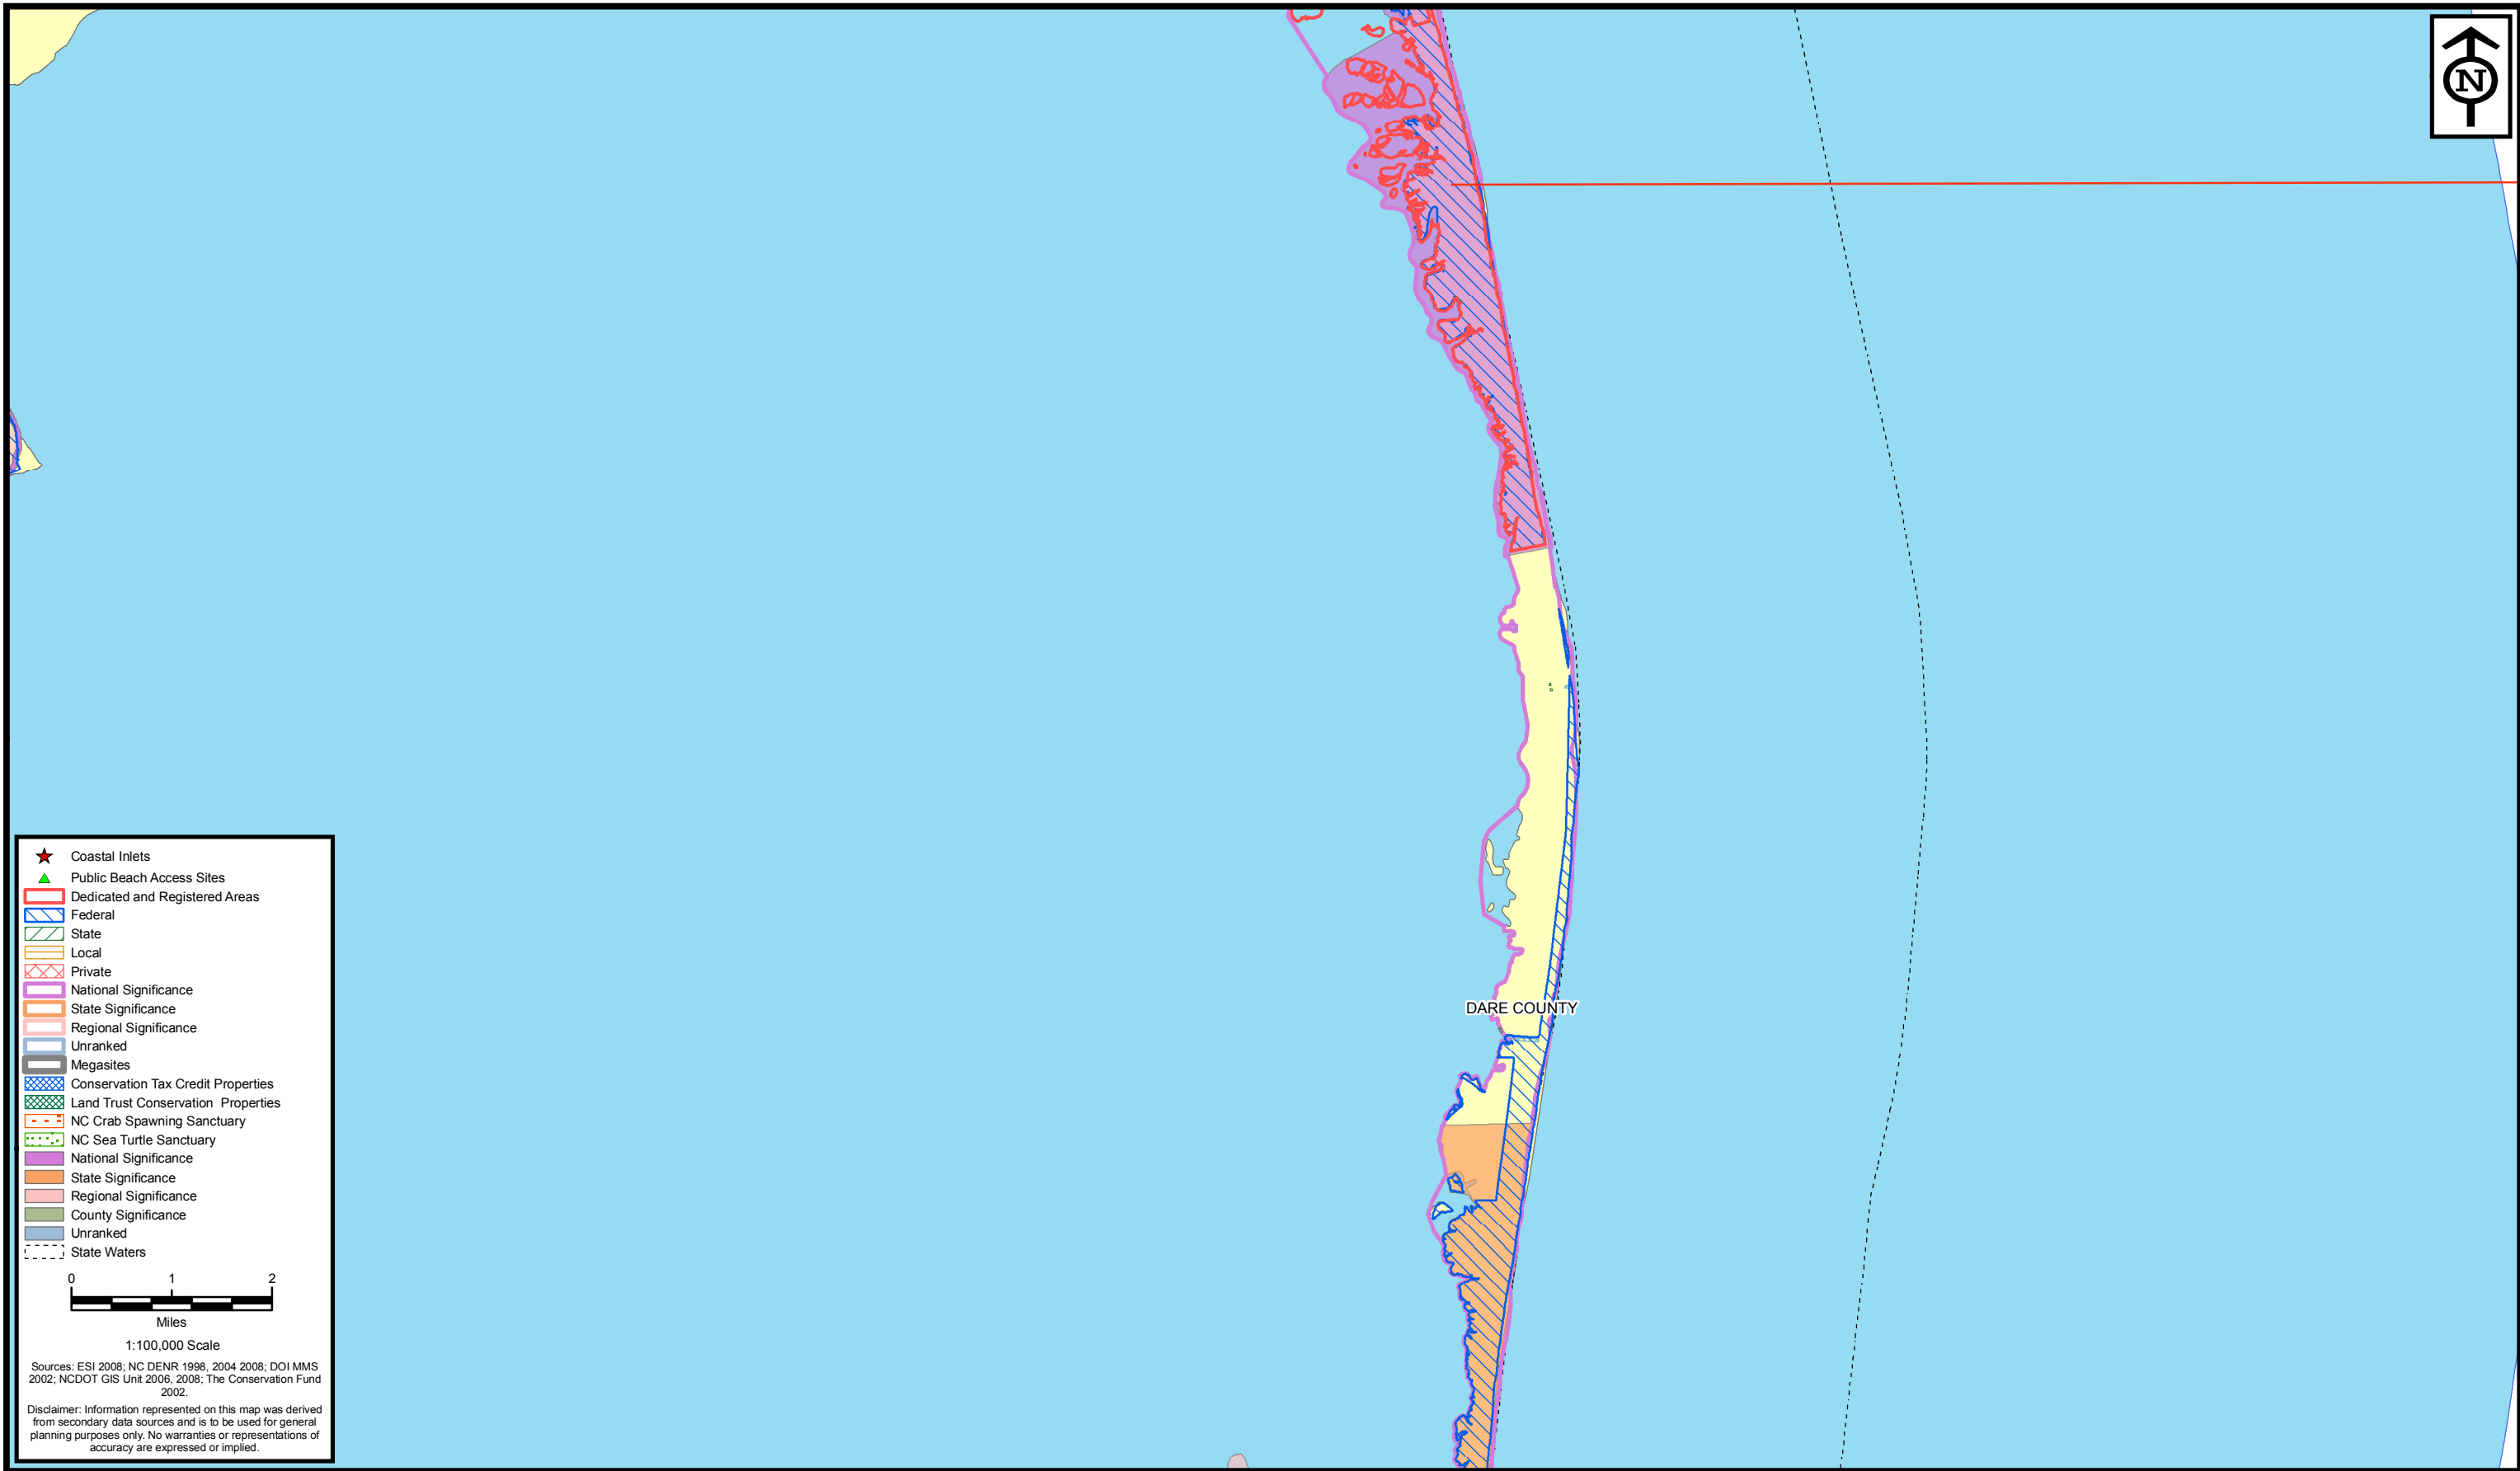 N
DARE COUNTY
Coastal Inlets
Public Beach Access Sites
Dedicated and Registered Areas
Federal
State
Local
Private
National Significance
State Significance
Regional Significance
Unranked
Megasites
Conservation Tax Credit Properties
Land Trust Conservation Properties
NC Crab Spawning Sanctuary
NC Sea Turtle Sanctuary
National Significance
State Significance
Regional Significance
County Significance
Unranked
State Waters
0 1 2
Miles
1:100,000 Scale
Sources: ESI 2008; NC DENR 1998, 2004 2008; DOI MMS
2002; NCDOT GIS Unit 2006, 2008; The Conservation Fund
2002.
Disclaimer: Information represented on this map was derived
from secondary data sources and is to be used for general
planning purposes only. No warranties or representations of
accuracy are expressed or implied.